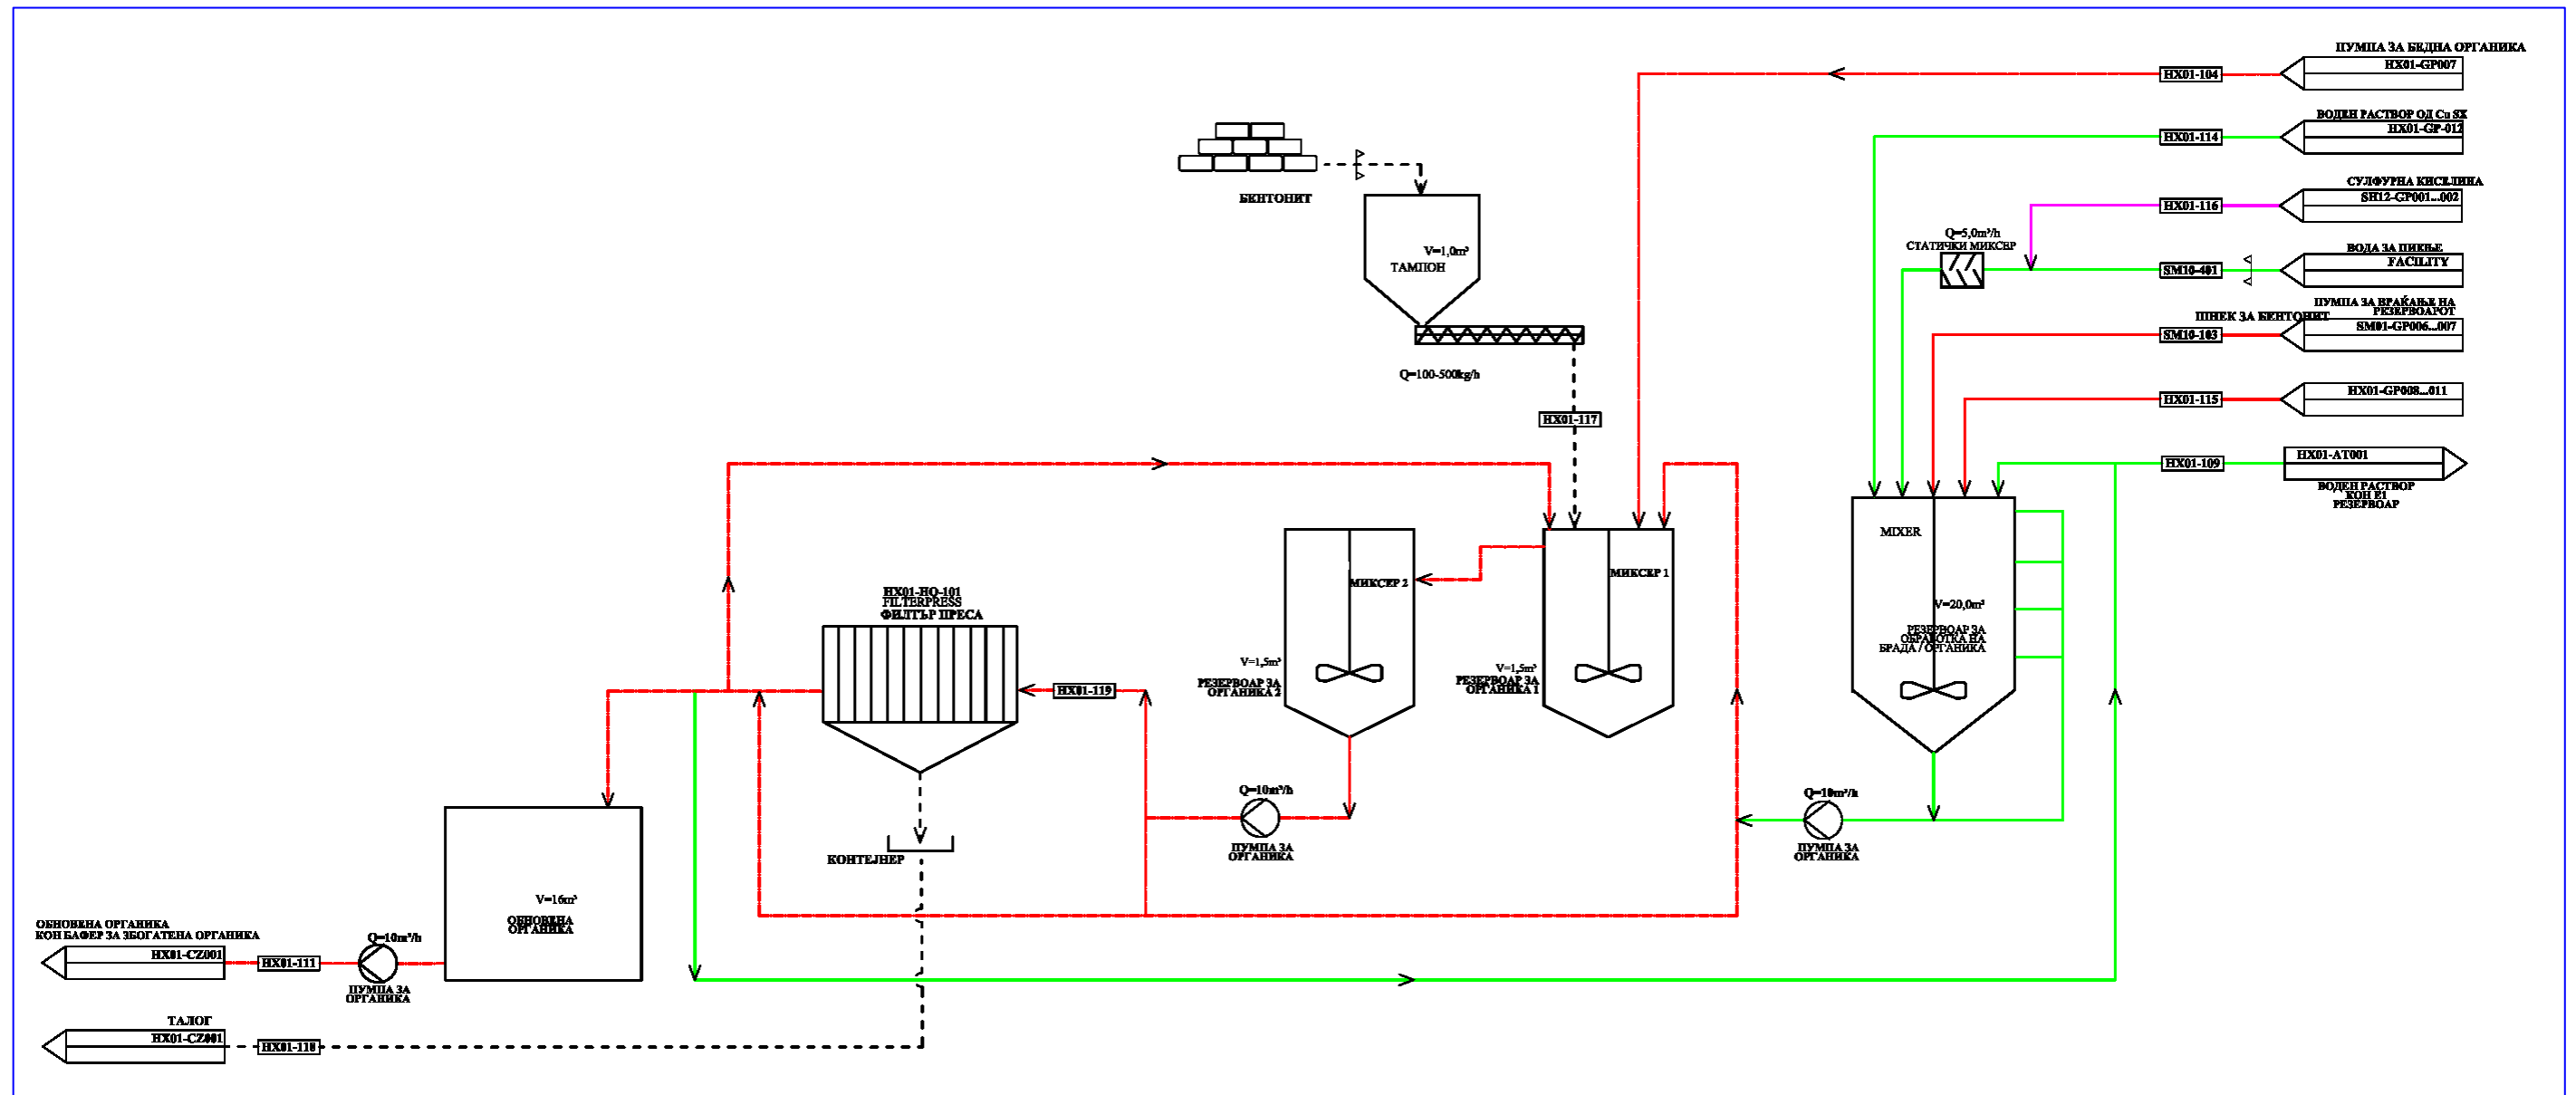 ПУМПА ЗА БЕДНА ОРГАНИКА
HX01-GP007
HX01-104
ВОДЕН РАСТВОР ОД Cu SX
HX01-GP-012
HX01-114
СУЛФУРНА КИСЕЛИНА
SH12-GP001...002
HX01-116
Q=5,0m³/h
СТАТИЧКИ МИКСЕР
ВОДА ЗА ПИЕЊЕ
FACILITY
SM10-401
ПУМПА ЗА ВРАЌАЊЕ НА
РЕЗЕРВОАРОТ
ШНЕК ЗА БЕНТОНИТ
SM01-GP006...007
SM10-103
HX01-GP008...011
HX01-115
HX01-AT001
HX01-109
ВОДЕН РАСТВОР
КОН Е1
РЕЗЕРВОАР
БЕНТОНИТ
V=1,0m³
ТАМПОН
Q=100-500kg/h
HX01-117
MIXER
V=20,0m³
РЕЗЕРВОАР ЗА
ОБРАБОТКА НА
БРАДА / ОРГАНИКА
МИКСЕР 2
МИКСЕР 1
HX01-HQ-101
FILTERPRESS
ФИЛТЪР ПРЕСА
V=1,5m³
РЕЗЕРВОАР ЗА
ОРГАНИКА 2
V=1,5m³
РЕЗЕРВОАР ЗА
ОРГАНИКА 1
HX01-119
Q=10m³/h
ПУМПА ЗА
ОРГАНИКА
Q=10m³/h
ПУМПА ЗА
ОРГАНИКА
КОНТЕЈНЕР
V=16m³
ОБНОВЕНА
ОРГАНИКА
ОБНОВЕНА ОРГАНИКА
КОН БАФЕР ЗА ЗБОГАТЕНА ОРГАНИКА
HX01-CZ001
HX01-111
Q=10m³/h
ПУМПА ЗА
ОРГАНИКА
ТАЛОГ
HX01-CZ001
HX01-118